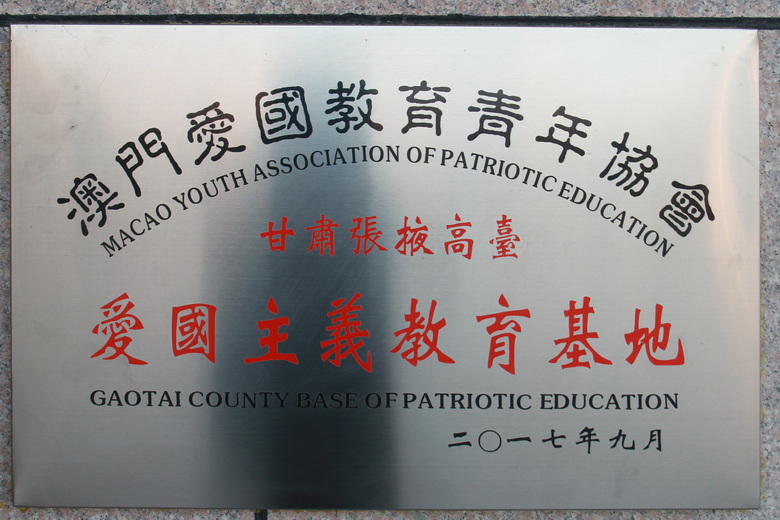 澳門愛國教育青年協會
MACAO YOUTH ASSOCIATION OF PATRIOTIC EDUCATION
甘肅張掖高臺
愛國主義教育基地
GAOTAI COUNTY BASE OF PATRIOTIC EDUCATION
二〇一七年九月